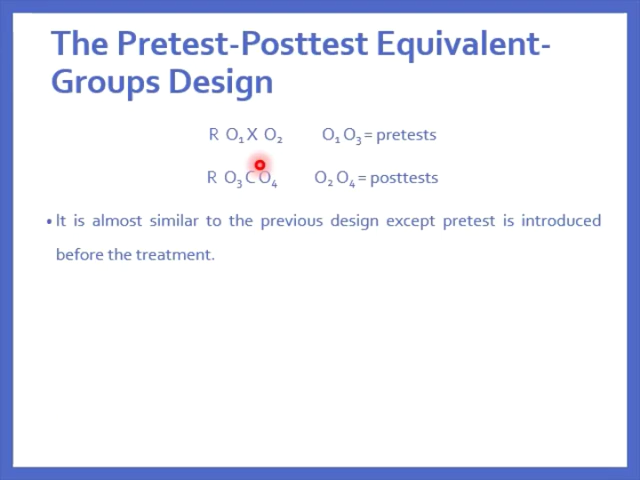 The Pretest-Posttest Equivalent-
Groups Design
R O₁ X O₂ O₁ O₃ = pretests
R O₃ C O₄ O₂ O₄ = posttests
• It is almost similar to the previous design except pretest is introduced
before the treatment.